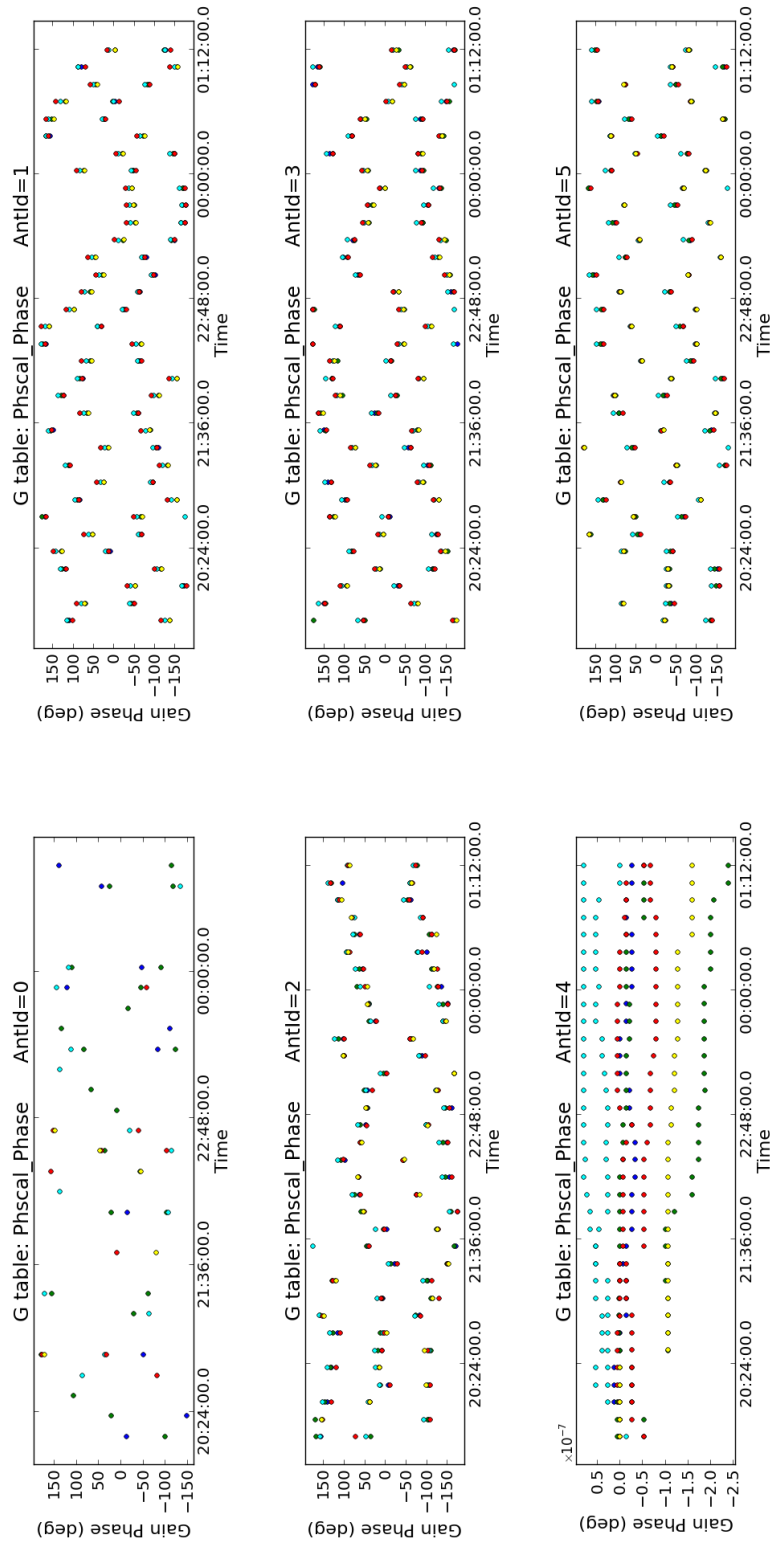 G table: Phscal_Phase AntId=0
Gain Phase (deg)
150
100
50
0
−50
−100
−150
20:24:00.0 21:36:00.0 22:48:00.0 00:00:00.0
Time
G table: Phscal_Phase AntId=1
Gain Phase (deg)
150
100
50
0
−50
−100
−150
20:24:00.0 21:36:00.0 22:48:00.0 00:00:00.0 01:12:00.0
Time
G table: Phscal_Phase AntId=2
Gain Phase (deg)
150
100
50
0
−50
−100
−150
20:24:00.0 21:36:00.0 22:48:00.0 00:00:00.0 01:12:00.0
Time
G table: Phscal_Phase AntId=3
Gain Phase (deg)
150
100
50
0
−50
−100
−150
20:24:00.0 21:36:00.0 22:48:00.0 00:00:00.0 01:12:00.0
Time
G table: Phscal_Phase AntId=4
×10⁻⁷
Gain Phase (deg)
0.5
0.0
−0.5
−1.0
−1.5
−2.0
−2.5
20:24:00.0 21:36:00.0 22:48:00.0 00:00:00.0 01:12:00.0
Time
G table: Phscal_Phase AntId=5
Gain Phase (deg)
150
100
50
0
−50
−100
−150
20:24:00.0 21:36:00.0 22:48:00.0 00:00:00.0 01:12:00.0
Time